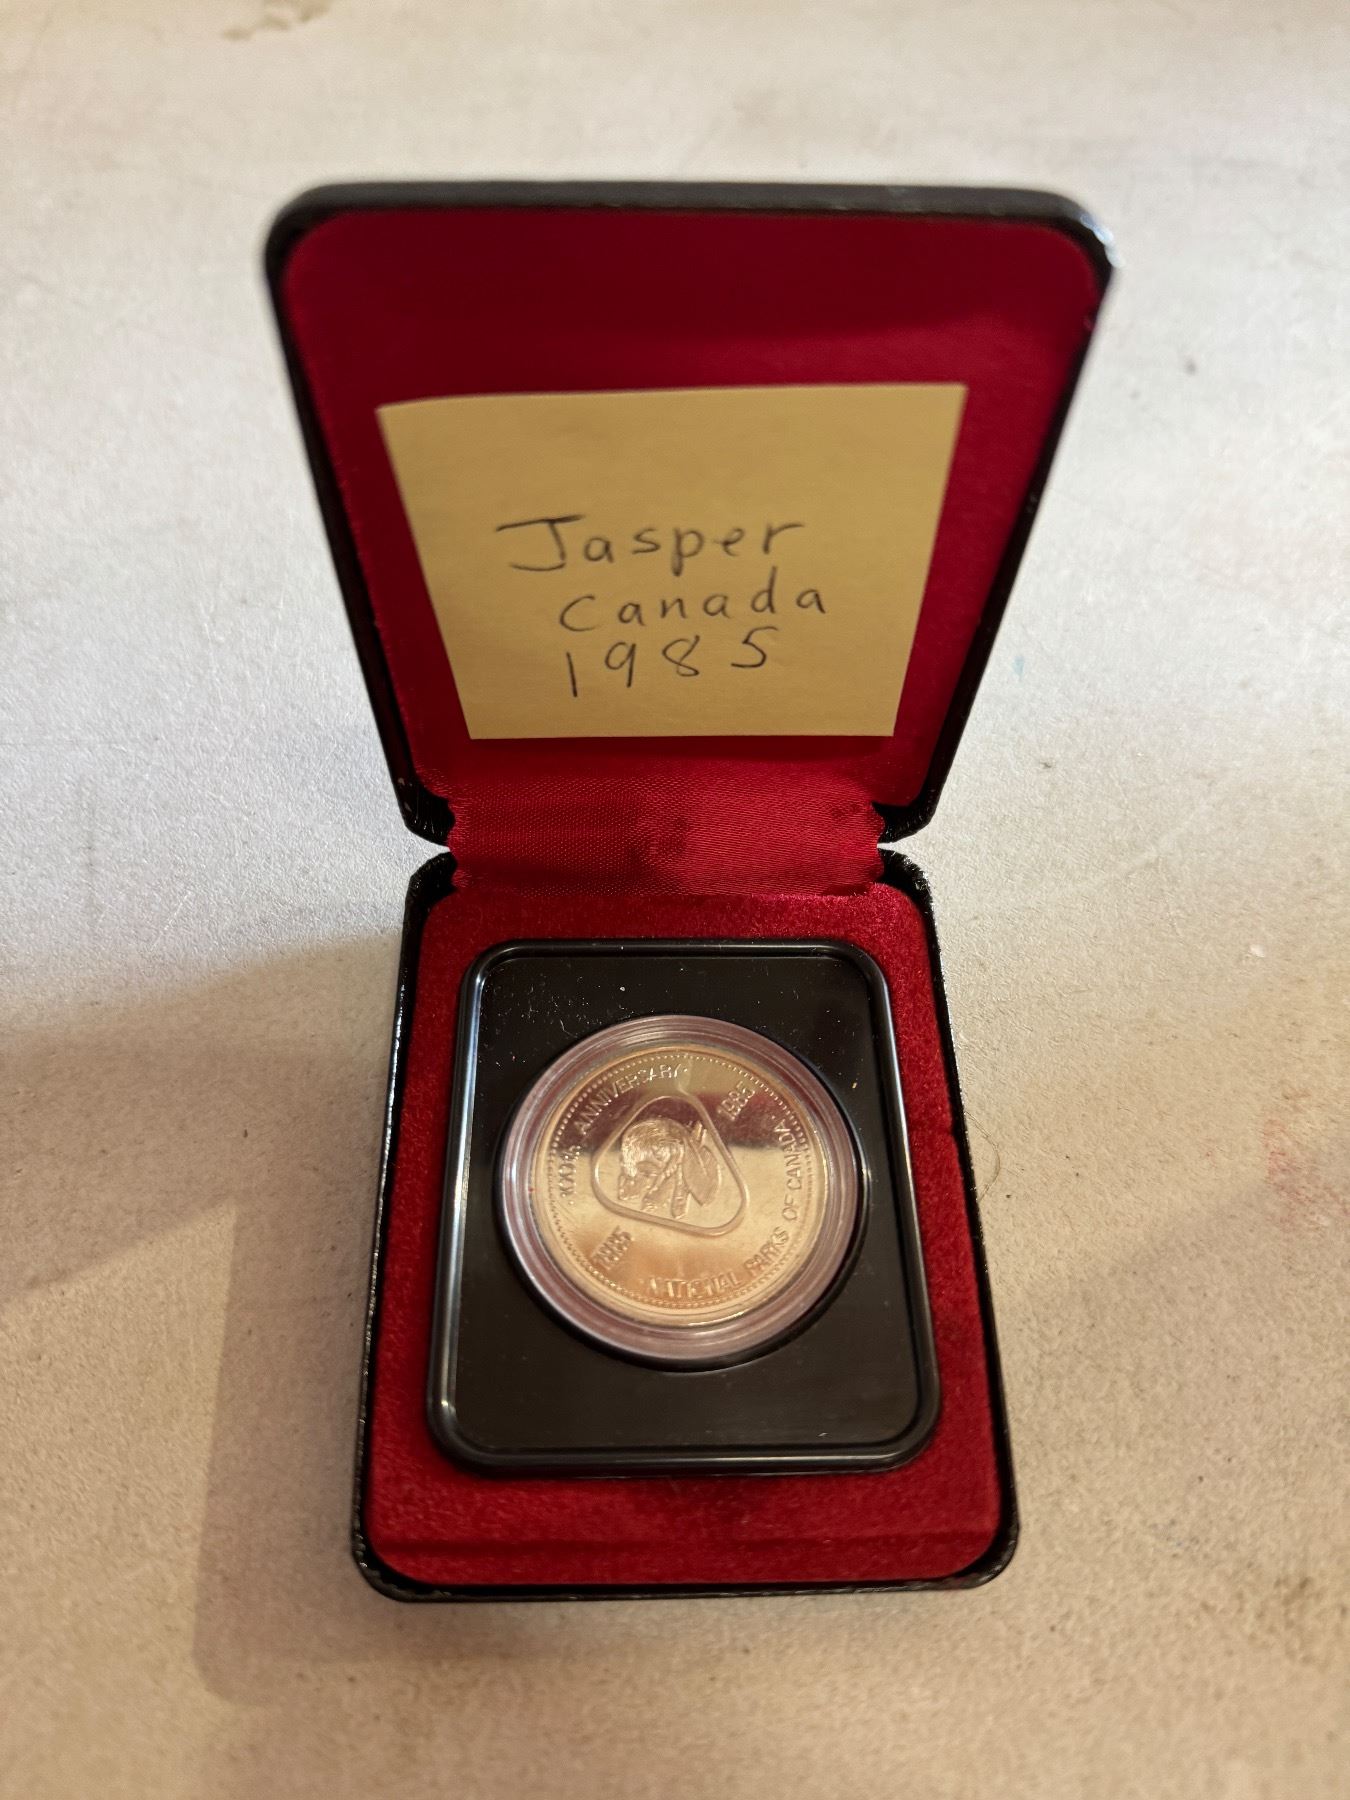 Jasper
Canada
1985
100th ANNIVERSARY
1885
1985
NATIONAL PARKS OF CANADA